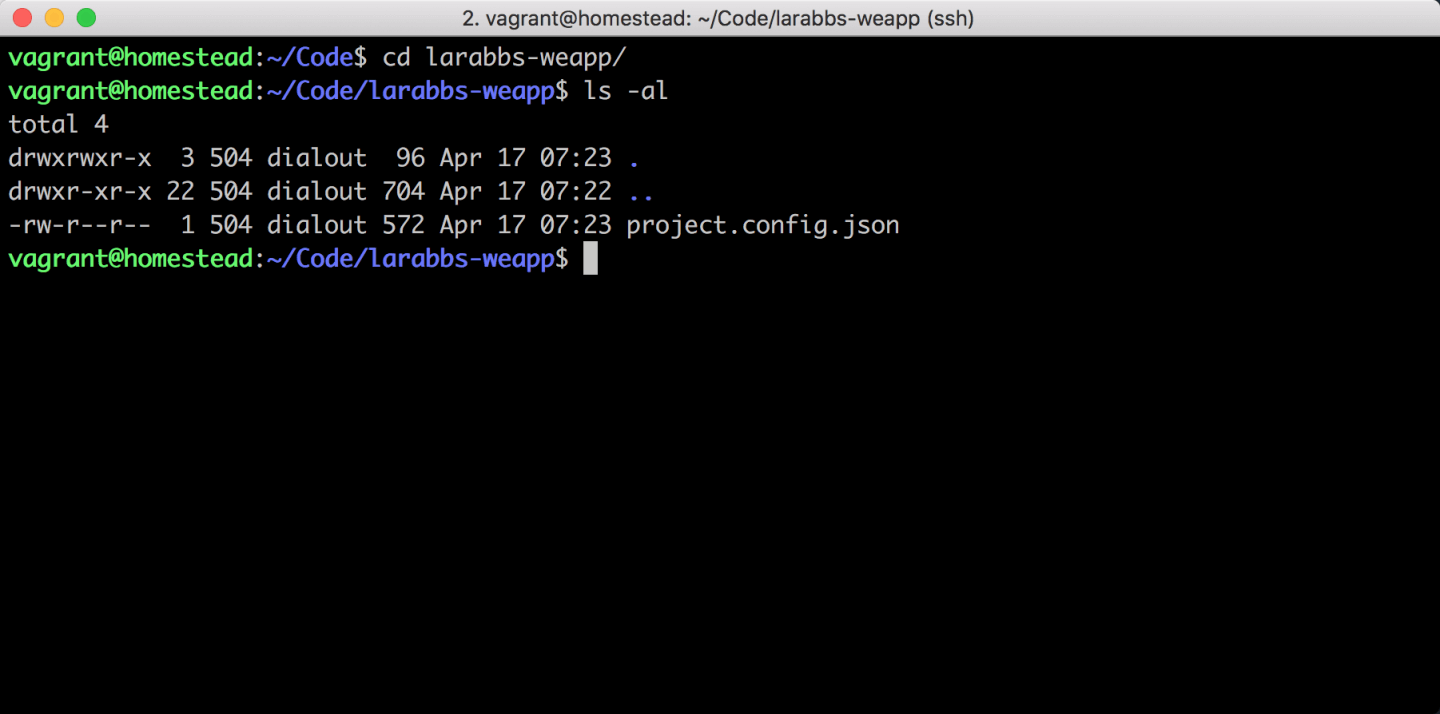 2. vagrant@homestead: ~/Code/larabbs-weapp (ssh)
vagrant@homestead:~/Code$ cd larabbs-weapp/
vagrant@homestead:~/Code/larabbs-weapp$ ls -al
total 4
drwxrwxr-x  3 504 dialout  96 Apr 17 07:23 .
drwxr-xr-x 22 504 dialout 704 Apr 17 07:22 ..
-rw-r--r--  1 504 dialout 572 Apr 17 07:23 project.config.json
vagrant@homestead:~/Code/larabbs-weapp$